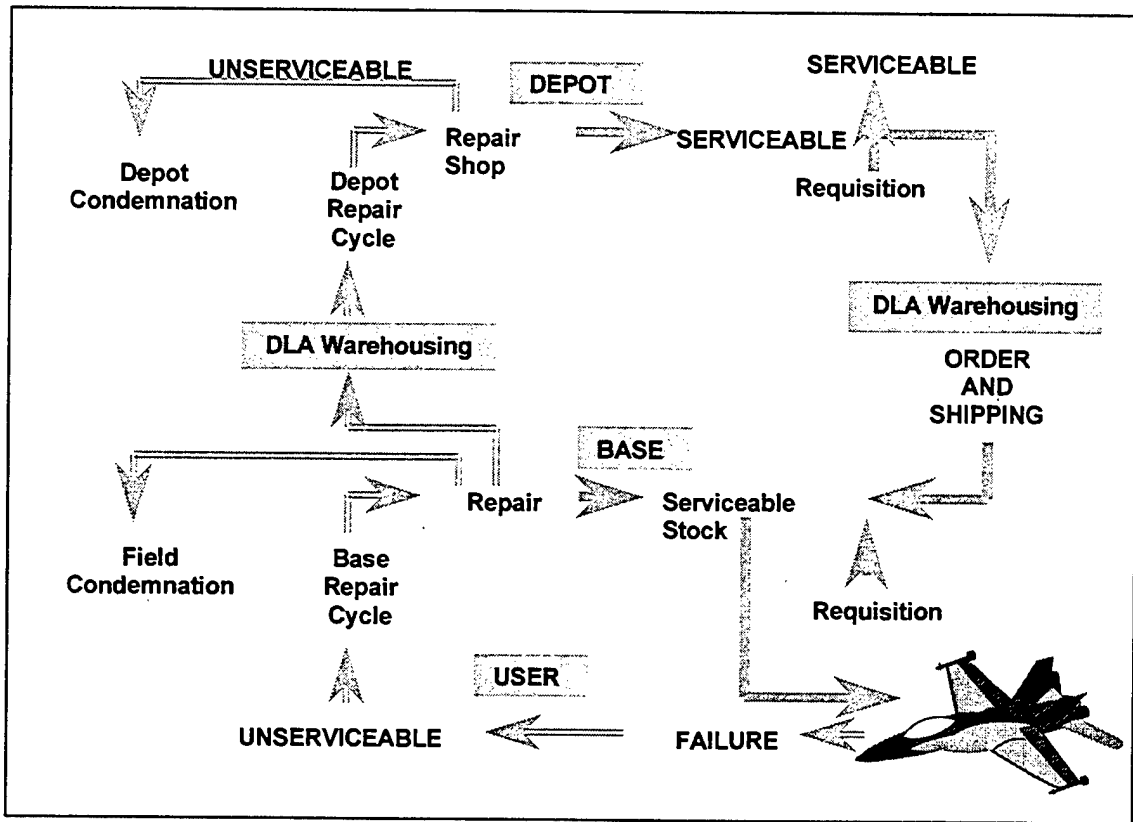 UNSERVICEABLE
DEPOT
SERVICEABLE
Repair
Shop
SERVICEABLE
Depot
Condemnation
Depot
Repair
Cycle
Requisition
DLA Warehousing
DLA Warehousing
ORDER
AND
SHIPPING
BASE
Repair
Serviceable
Stock
Field
Condemnation
Base
Repair
Cycle
Requisition
USER
UNSERVICEABLE
FAILURE